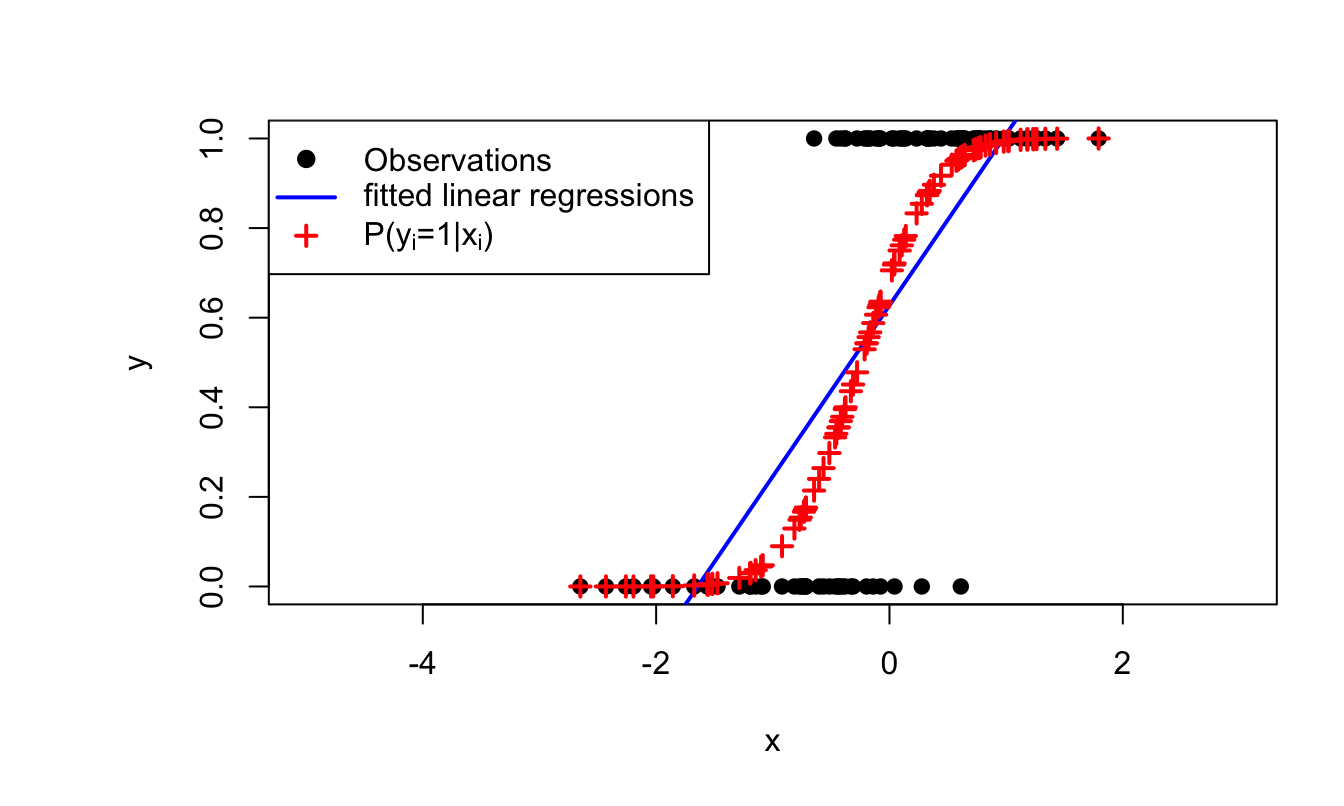 Observations
fitted linear regressions
P(yᵢ=1|xᵢ)
1.0
0.8
0.6
0.4
0.2
0.0
y
-4 -2 0 2
x